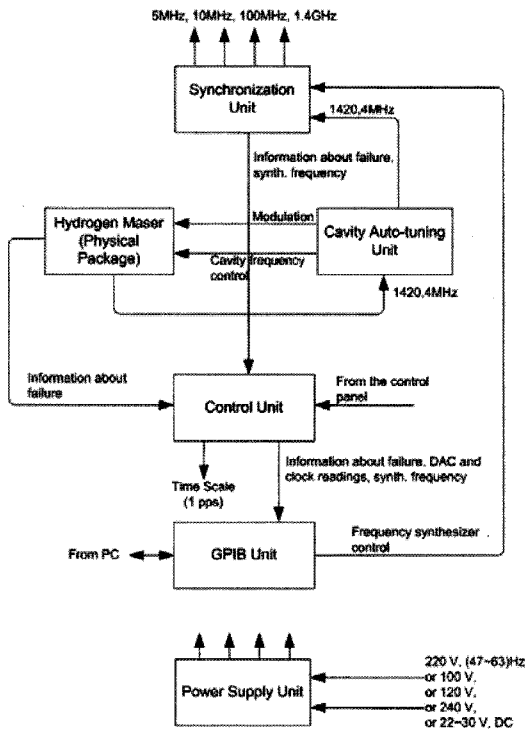 5MHz, 10MHz, 100MHz, 1.4GHz
Synchronization
Unit
1420,4MHz
Information about failure,
synth. frequency
Hydrogen Maser
(Physical
Package)
Modulation
Cavity frequency
control
Cavity Auto-tuning
Unit
1420,4MHz
Information about
failure
Control Unit
From the control
panel
Time Scale
(1 pps)
Information about failure, DAC and
clock readings, synth. frequency
From PC
GPIB Unit
Frequency synthesizer
control
Power Supply Unit
220 V, (47~63)Hz
or 100 V,
or 120 V,
or 240 V,
or 22~30 V, DC